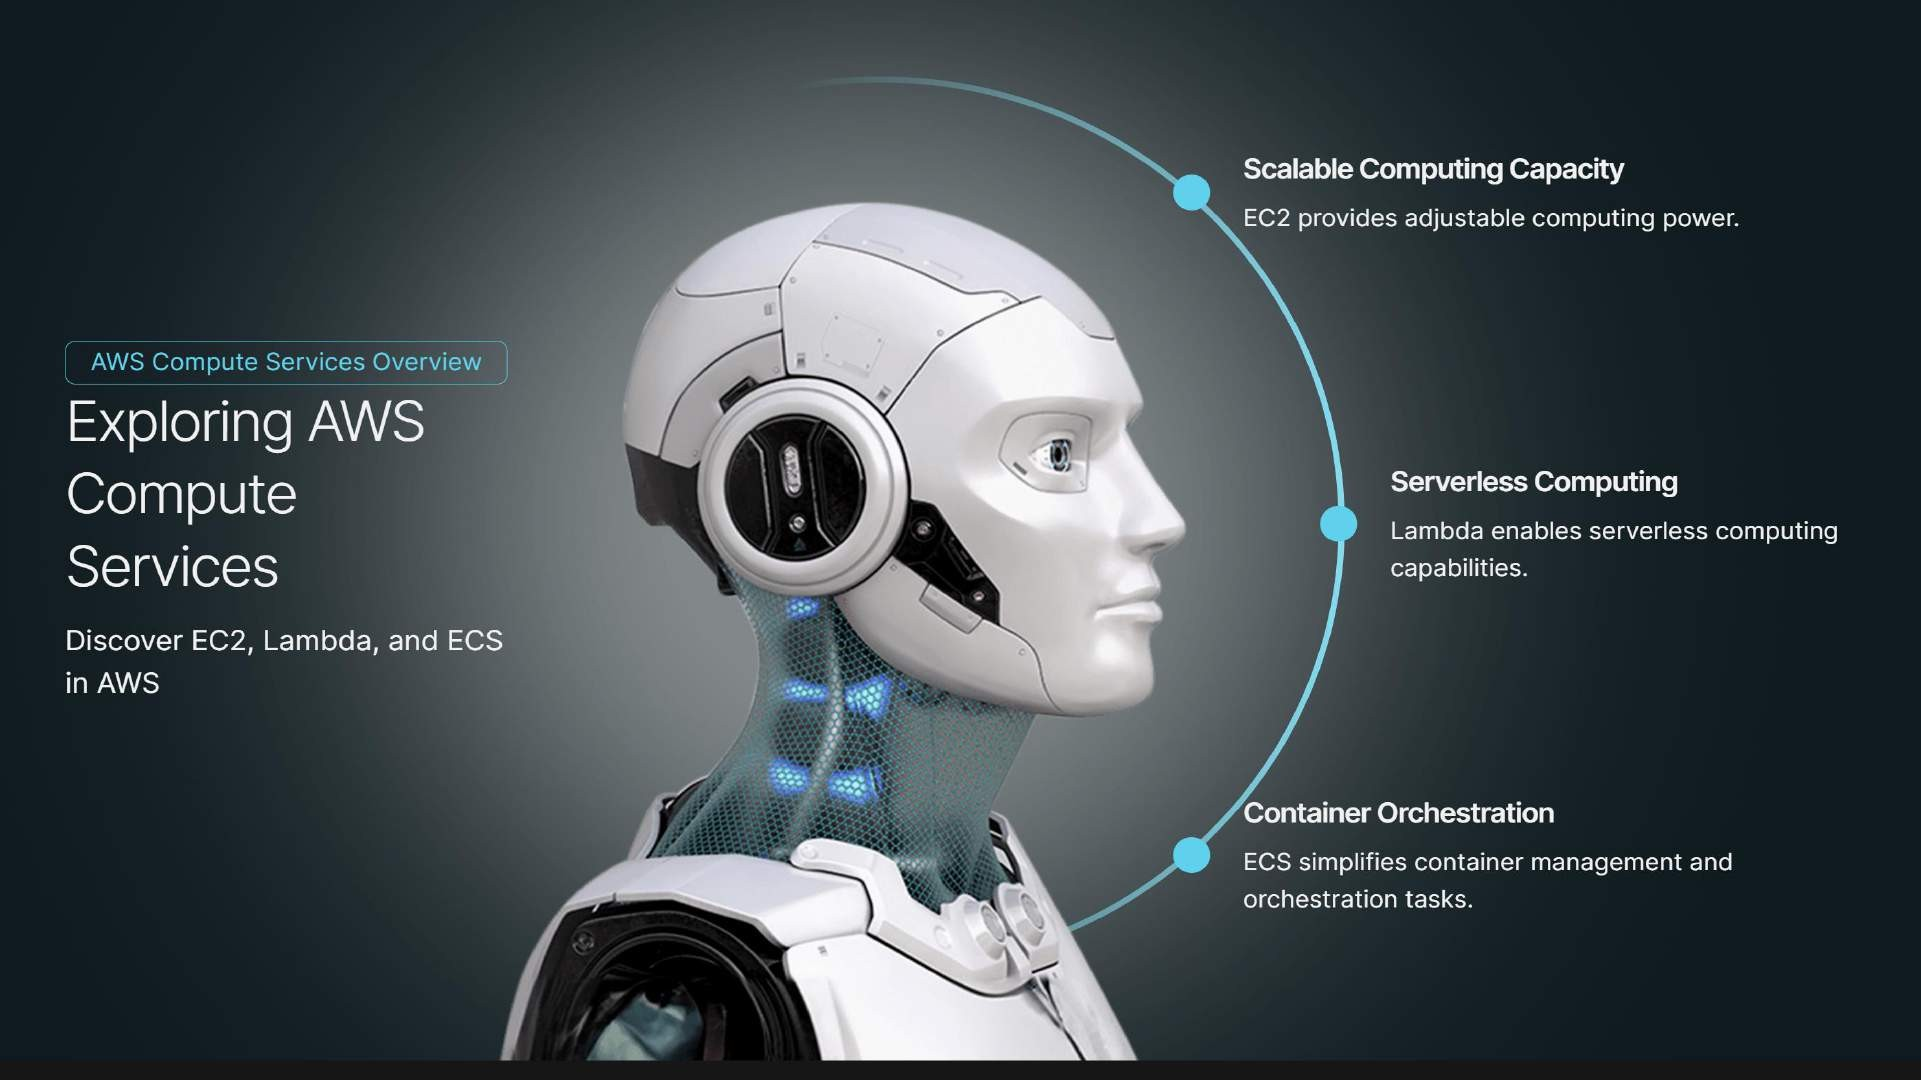 AWS Compute Services Overview
Exploring AWS
Compute
Services
Discover EC2, Lambda, and ECS
in AWS
Scalable Computing Capacity
EC2 provides adjustable computing power.
Serverless Computing
Lambda enables serverless computing
capabilities.
Container Orchestration
ECS simplifies container management and
orchestration tasks.